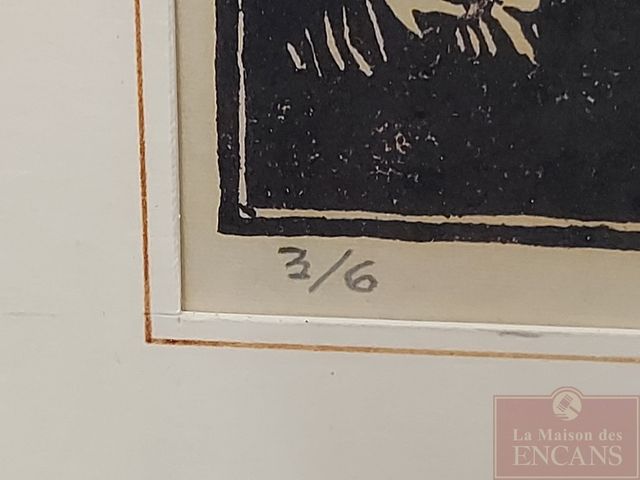 3/6
La Maison des
ENCANS